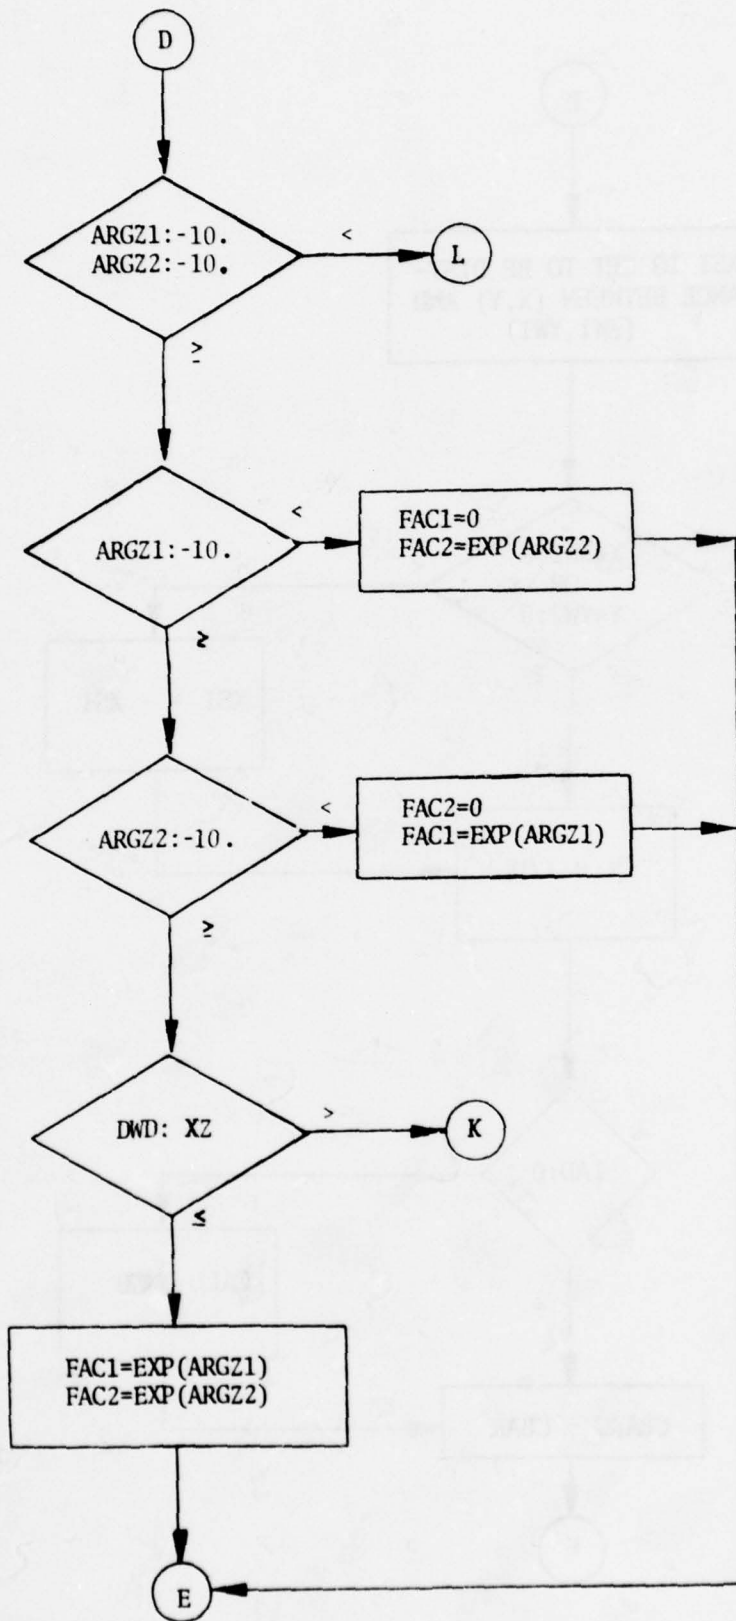 D
ARGZ1:-10.
ARGZ2:-10.
<
L
≥
ARGZ1:-10.
<
FAC1=0
FAC2=EXP(ARGZ2)
≥
ARGZ2:-10.
<
FAC2=0
FAC1=EXP(ARGZ1)
≥
DWD: XZ
>
K
≤
FAC1=EXP(ARGZ1)
FAC2=EXP(ARGZ2)
E